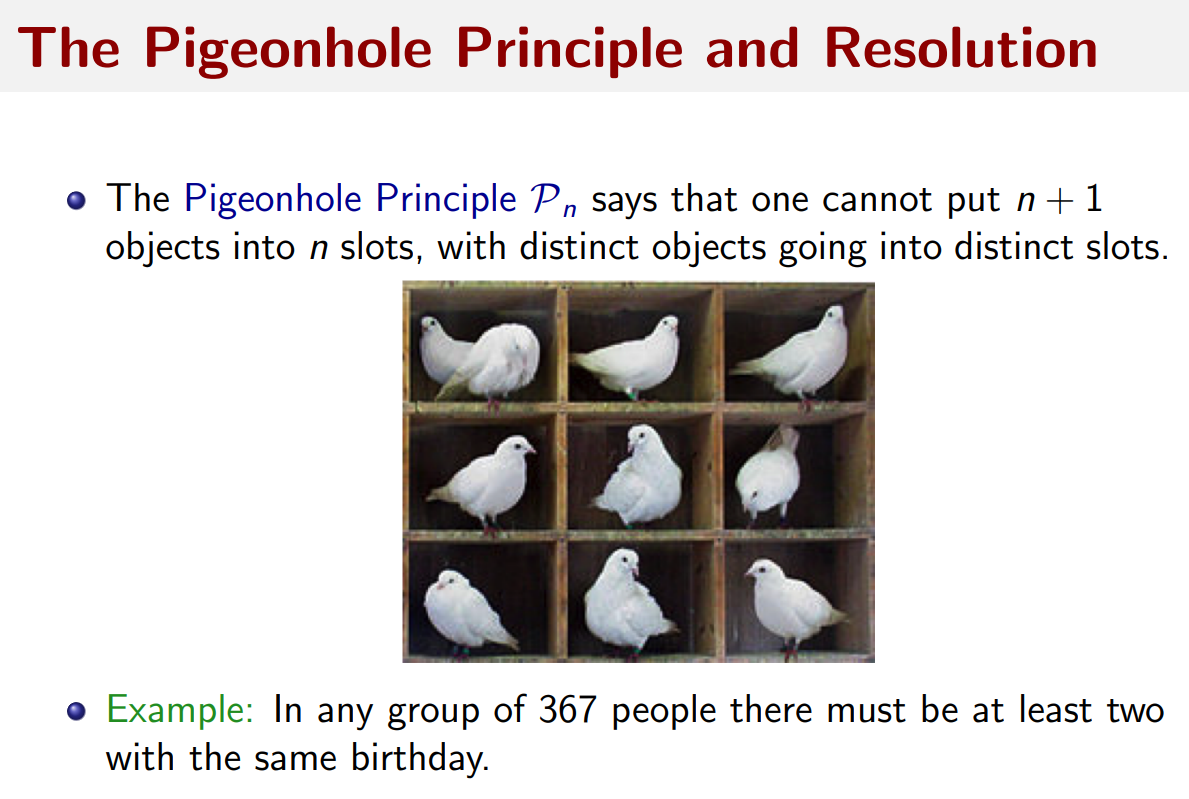 The Pigeonhole Principle and Resolution
The Pigeonhole Principle 𝒫ₙ says that one cannot put n + 1
objects into n slots, with distinct objects going into distinct slots.
Example: In any group of 367 people there must be at least two
with the same birthday.